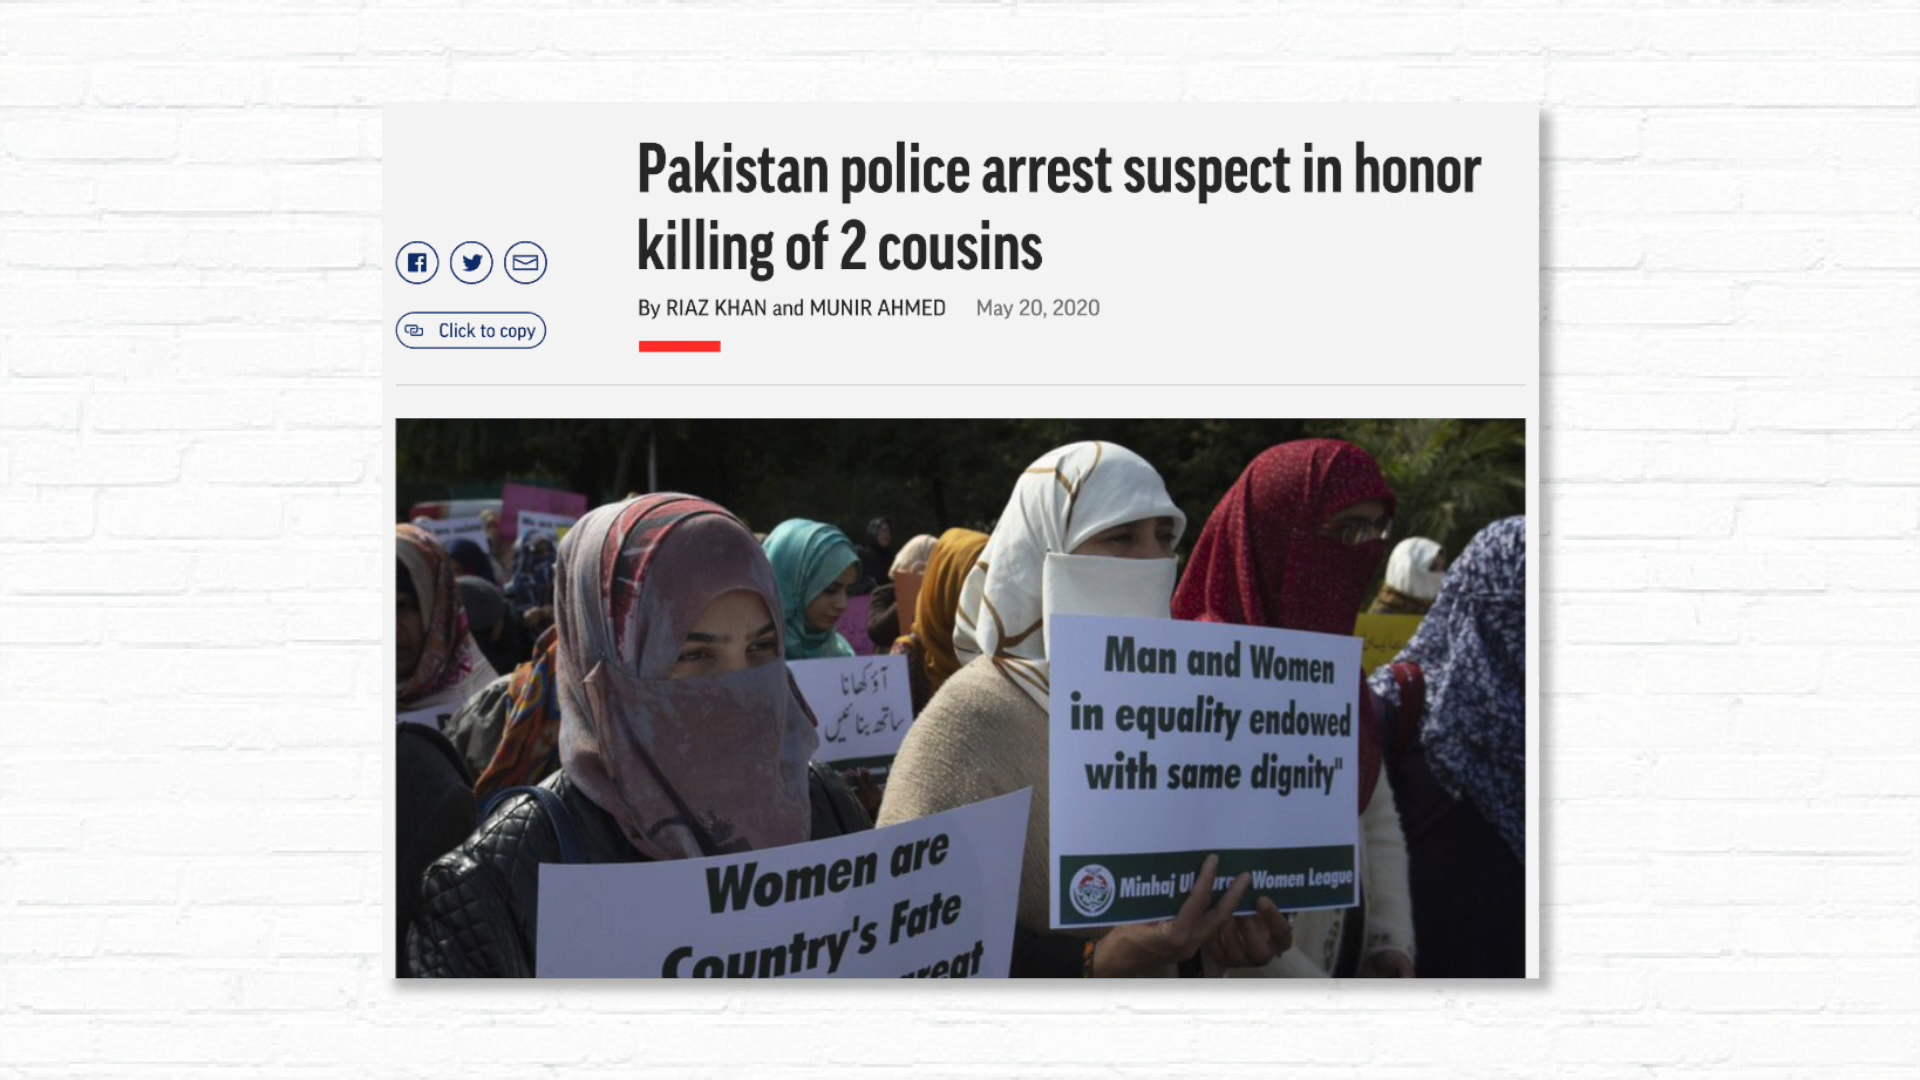 Pakistan police arrest suspect in honor
killing of 2 cousins
By RIAZ KHAN and MUNIR AHMED May 20, 2020
Click to copy
آؤ کھانا
ساتھ بنائیں
Man and Women
in equality endowed
with same dignity"
Minhaj Women League
Women are
Country's Fate